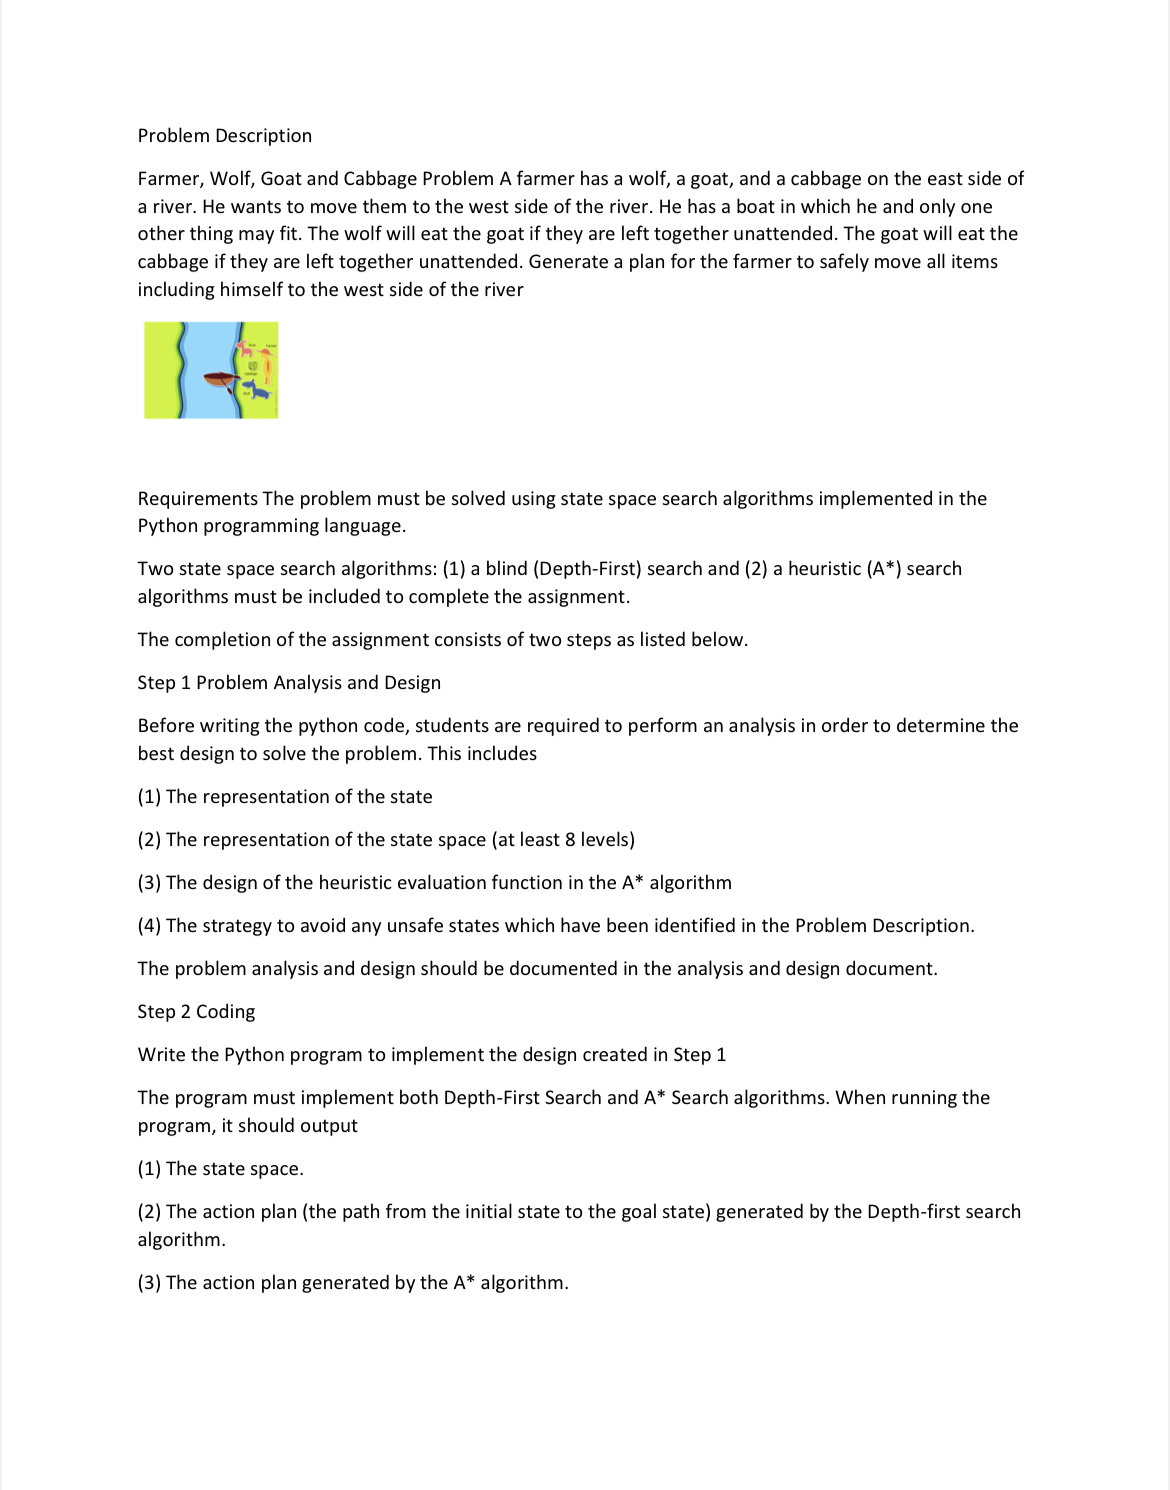 Problem Description
Farmer, Wolf, Goat and Cabbage Problem A farmer has a wolf, a goat, and a cabbage on the east side of
a river. He wants to move them to the west side of the river. He has a boat in which he and only one
other thing may fit. The wolf will eat the goat if they are left together unattended. The goat will eat the
cabbage if they are left together unattended. Generate a plan for the farmer to safely move all items
including himself to the west side of the river
Requirements The problem must be solved using state space search algorithms implemented in the
Python programming language.
Two state space search algorithms: (1) a blind (Depth-First) search and (2) a heuristic (A*) search
algorithms must be included to complete the assignment.
The completion of the assignment consists of two steps as listed below.
Step 1 Problem Analysis and Design
Before writing the python code, students are required to perform an analysis in order to determine the
best design to solve the problem. This includes
(1) The representation of the state
(2) The representation of the state space (at least 8 levels)
(3) The design of the heuristic evaluation function in the A* algorithm
(4) The strategy to avoid any unsafe states which have been identified in the Problem Description.
The problem analysis and design should be documented in the analysis and design document.
Step 2 Coding
Write the Python program to implement the design created in Step 1
The program must implement both Depth-First Search and A* Search algorithms. When running the
program, it should output
(1) The state space.
(2) The action plan (the path from the initial state to the goal state) generated by the Depth-first search
algorithm.
(3) The action plan generated by the A* algorithm.